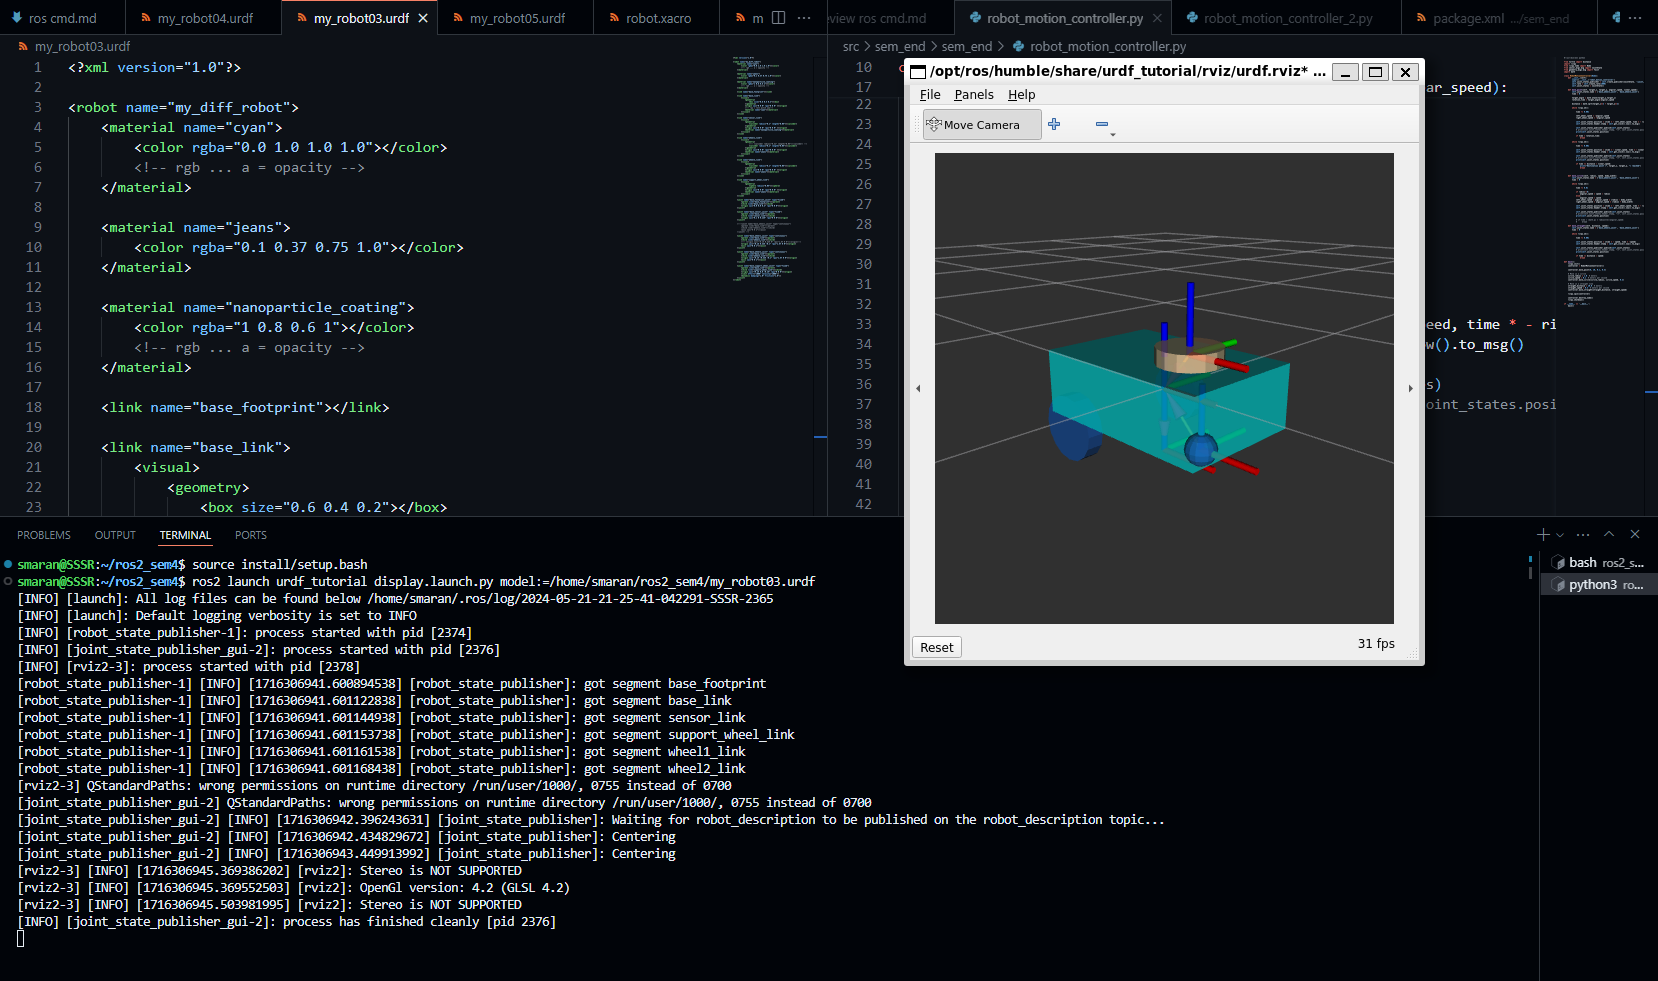 ros cmd.md
my_robot04.urdf
my_robot03.urdf
my_robot05.urdf
robot.xacro
m
view ros cmd.md
robot_motion_controller.py
robot_motion_controller_2.py
package.xml .../sem_end
my_robot03.urdf
1 <?xml version="1.0"?>
2
3 <robot name="my_diff_robot">
4 <material name="cyan">
5 <color rgba="0.0 1.0 1.0 1.0"></color>
6 <!-- rgb ... a = opacity -->
7 </material>
8
9 <material name="jeans">
10 <color rgba="0.1 0.37 0.75 1.0"></color>
11 </material>
12
13 <material name="nanoparticle_coating">
14 <color rgba="1 0.8 0.6 1"></color>
15 <!-- rgb ... a = opacity -->
16 </material>
17
18 <link name="base_footprint"></link>
19
20 <link name="base_link">
21 <visual>
22 <geometry>
23 <box size="0.6 0.4 0.2"></box>
src > sem_end > sem_end > robot_motion_controller.py
10
17 ar_speed):
22
23
24
25
26
27
28
29
30
31
32
33 eed, time * - ri
34 w().to_msg()
35
36 s)
37 oint_states.posi
38
39
40
41
42
/opt/ros/humble/share/urdf_tutorial/rviz/urdf.rviz* ...
File Panels Help
Move Camera
Reset
31 fps
PROBLEMS OUTPUT TERMINAL PORTS
smaran@SSSR:~/ros2_sem4$ source install/setup.bash
smaran@SSSR:~/ros2_sem4$ ros2 launch urdf_tutorial display.launch.py model:=/home/smaran/ros2_sem4/my_robot03.urdf
[INFO] [launch]: All log files can be found below /home/smaran/.ros/log/2024-05-21-21-25-41-042291-SSSR-2365
[INFO] [launch]: Default logging verbosity is set to INFO
[INFO] [robot_state_publisher-1]: process started with pid [2374]
[INFO] [joint_state_publisher_gui-2]: process started with pid [2376]
[INFO] [rviz2-3]: process started with pid [2378]
[robot_state_publisher-1] [INFO] [1716306941.600894538] [robot_state_publisher]: got segment base_footprint
[robot_state_publisher-1] [INFO] [1716306941.601122838] [robot_state_publisher]: got segment base_link
[robot_state_publisher-1] [INFO] [1716306941.601144938] [robot_state_publisher]: got segment sensor_link
[robot_state_publisher-1] [INFO] [1716306941.601153738] [robot_state_publisher]: got segment support_wheel_link
[robot_state_publisher-1] [INFO] [1716306941.601161538] [robot_state_publisher]: got segment wheel1_link
[robot_state_publisher-1] [INFO] [1716306941.601168438] [robot_state_publisher]: got segment wheel2_link
[rviz2-3] QStandardPaths: wrong permissions on runtime directory /run/user/1000/, 0755 instead of 0700
[joint_state_publisher_gui-2] QStandardPaths: wrong permissions on runtime directory /run/user/1000/, 0755 instead of 0700
[joint_state_publisher_gui-2] [INFO] [1716306942.396243631] [joint_state_publisher]: Waiting for robot_description to be published on the robot_description topic...
[joint_state_publisher_gui-2] [INFO] [1716306942.434829672] [joint_state_publisher]: Centering
[joint_state_publisher_gui-2] [INFO] [1716306943.449913992] [joint_state_publisher]: Centering
[rviz2-3] [INFO] [1716306945.369386202] [rviz2]: Stereo is NOT SUPPORTED
[rviz2-3] [INFO] [1716306945.369552503] [rviz2]: OpenGl version: 4.2 (GLSL 4.2)
[rviz2-3] [INFO] [1716306945.503981995] [rviz2]: Stereo is NOT SUPPORTED
[INFO] [joint_state_publisher_gui-2]: process has finished cleanly [pid 2376]
bash ros2_s...
python3 ro...